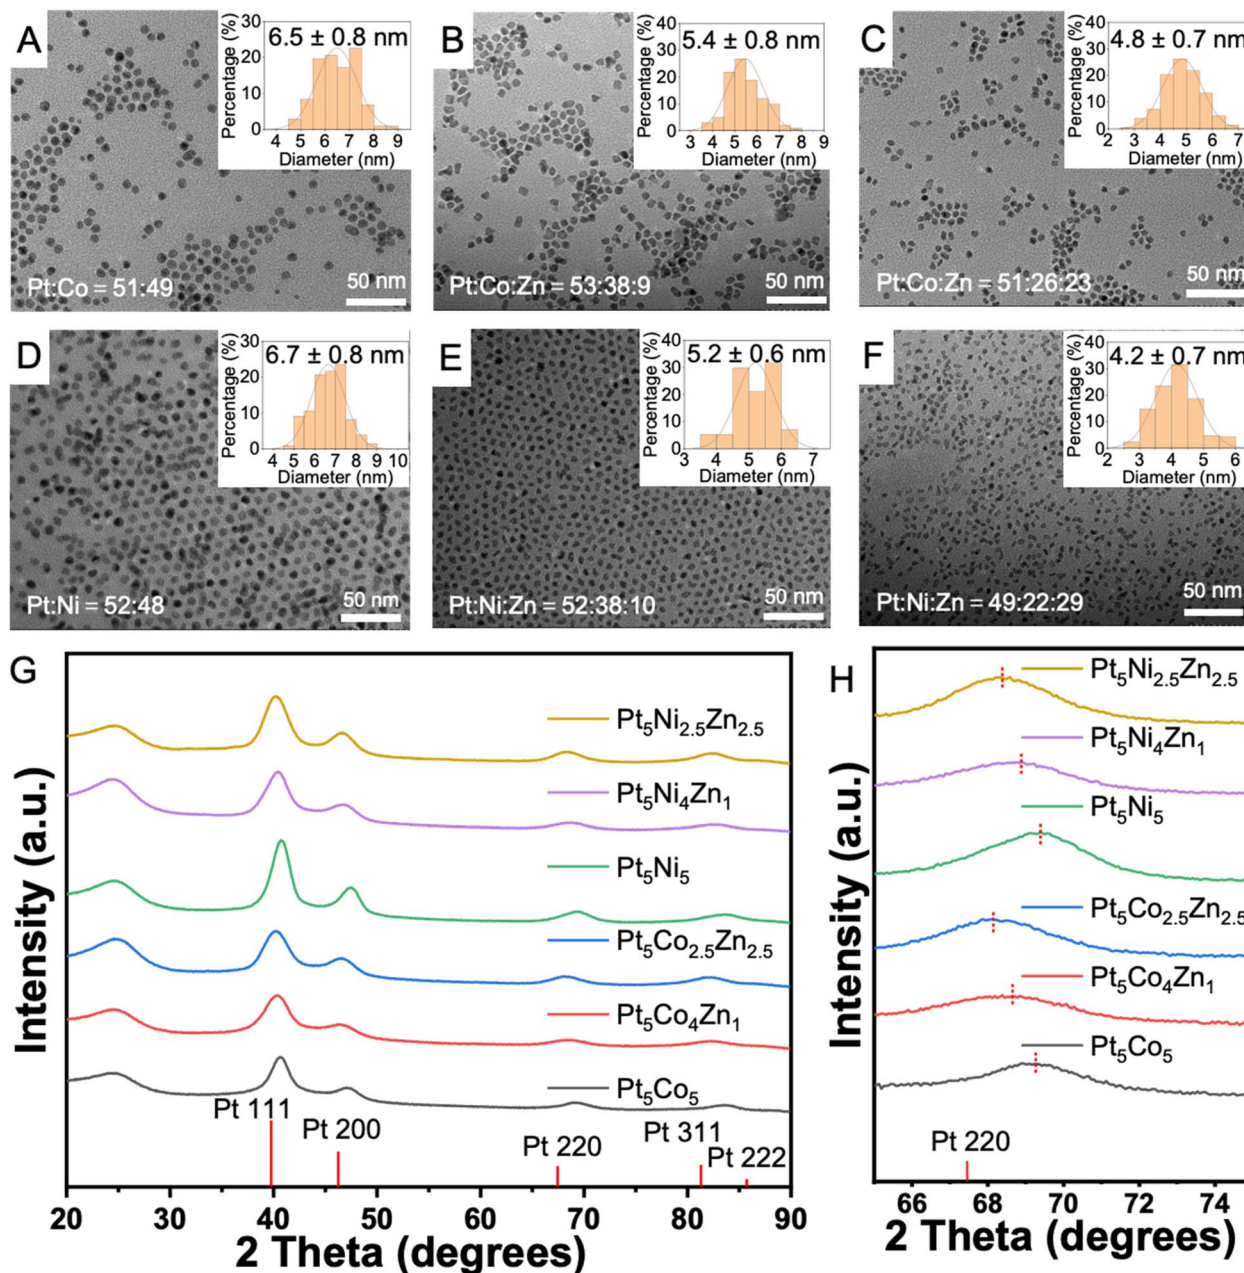 A
6.5 ± 0.8 nm
Percentage (%)
30
20
10
0
4 5 6 7 8 9
Diameter (nm)
Pt:Co = 51:49
50 nm
B
5.4 ± 0.8 nm
Percentage (%)
40
30
20
10
0
3 4 5 6 7 8 9
Diameter (nm)
Pt:Co:Zn = 53:38:9
50 nm
C
4.8 ± 0.7 nm
Percentage (%)
40
30
20
10
0
2 3 4 5 6 7
Diameter (nm)
Pt:Co:Zn = 51:26:23
50 nm
D
6.7 ± 0.8 nm
Percentage (%)
30
20
10
0
4 5 6 7 8 9 10
Diameter (nm)
Pt:Ni = 52:48
50 nm
E
5.2 ± 0.6 nm
Percentage (%)
40
30
20
10
0
3 4 5 6 7
Diameter (nm)
Pt:Ni:Zn = 52:38:10
50 nm
F
4.2 ± 0.7 nm
Percentage (%)
40
30
20
10
0
2 3 4 5 6
Diameter (nm)
Pt:Ni:Zn = 49:22:29
50 nm
G
Intensity (a.u.)
Pt₅Ni₂.₅Zn₂.₅
Pt₅Ni₄Zn₁
Pt₅Ni₅
Pt₅Co₂.₅Zn₂.₅
Pt₅Co₄Zn₁
Pt₅Co₅
Pt 111
Pt 200
Pt 220
Pt 311
Pt 222
20 30 40 50 60 70 80 90
2 Theta (degrees)
H
Intensity (a.u.)
Pt₅Ni₂.₅Zn₂.₅
Pt₅Ni₄Zn₁
Pt₅Ni₅
Pt₅Co₂.₅Zn₂.₅
Pt₅Co₄Zn₁
Pt₅Co₅
Pt 220
66 68 70 72 74
2 Theta (degrees)